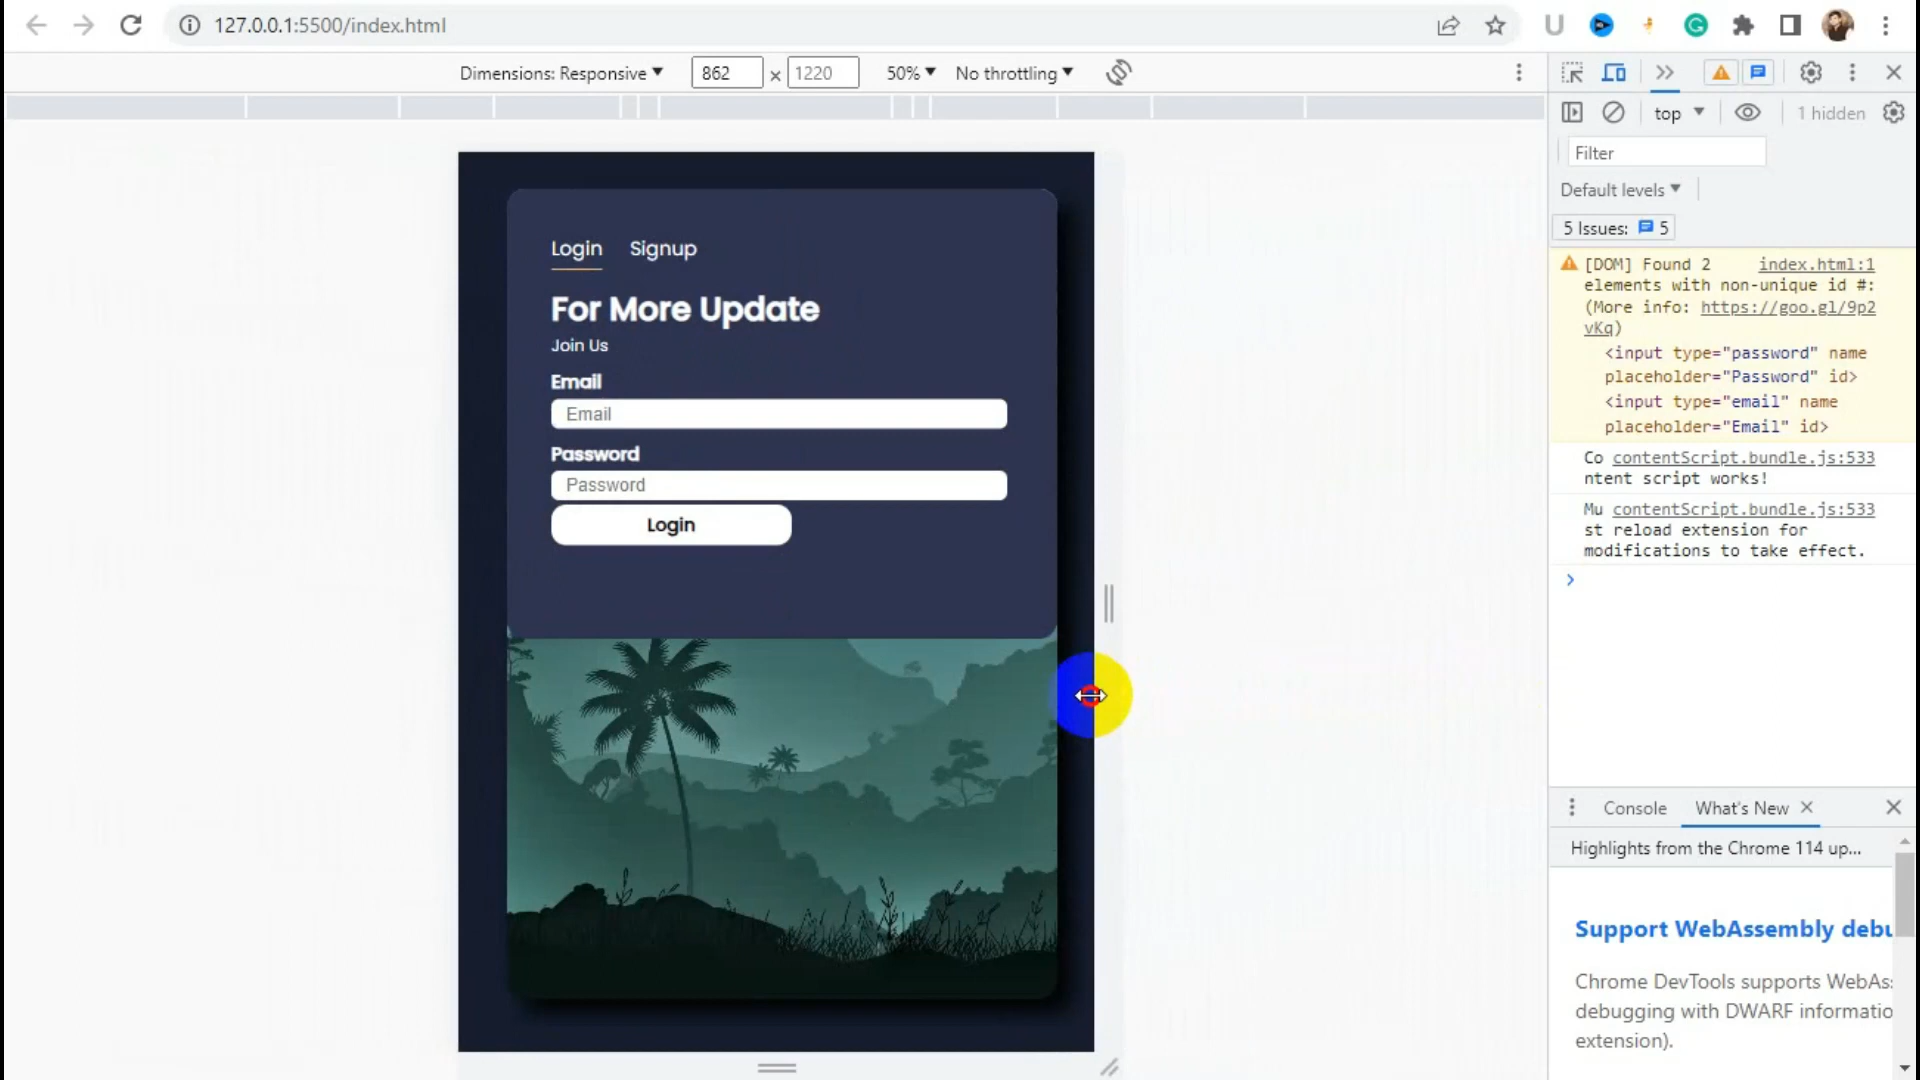 127.0.0.1:5500/index.html
Dimensions: Responsive 862 x 1220 50% No throttling
top 1 hidden
Filter
Default levels
5 Issues: 5
[DOM] Found 2 index.html:1
elements with non-unique id #:
(More info: https://goo.gl/9p2
vKq)
<input type="password" name
placeholder="Password" id>
<input type="email" name
placeholder="Email" id>
Co contentScript.bundle.js:533
ntent script works!
Mu contentScript.bundle.js:533
st reload extension for
modifications to take effect.
Login Signup
For More Update
Join Us
Email
Email
Password
Password
Login
Console What's New
Highlights from the Chrome 114 up...
Support WebAssembly debu
Chrome DevTools supports WebAs
debugging with DWARF informatio
extension).